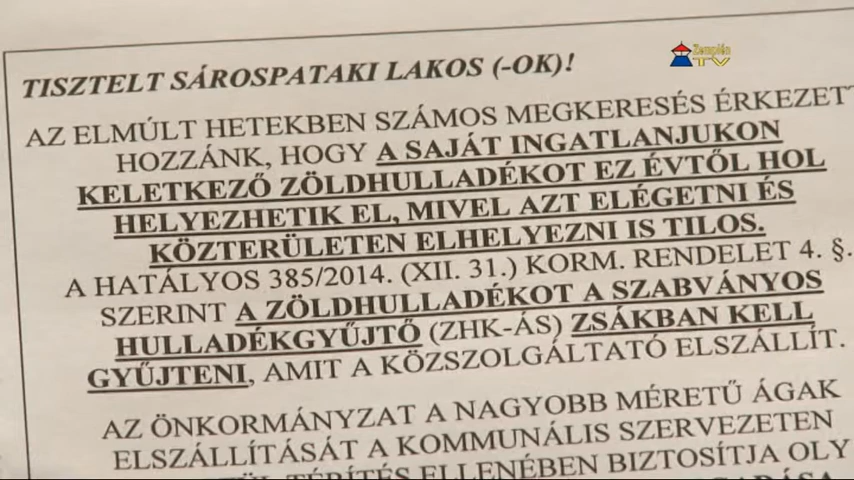 Zemplén
TV
TISZTELT SÁROSPATAKI LAKOS (-OK)!
AZ ELMÚLT HETEKBEN SZÁMOS MEGKERESÉS ÉRKEZETT
HOZZÁNK, HOGY A SAJÁT INGATLANJUKON
KELETKEZŐ ZÖLDHULLADÉKOT EZ ÉVTŐL HOL
HELYEZHETIK EL, MIVEL AZT ELÉGETNI ÉS
KÖZTERÜLETEN ELHELYEZNI IS TILOS.
A HATÁLYOS 385/2014. (XII. 31.) KORM. RENDELET 4. §.
SZERINT A ZÖLDHULLADÉKOT A SZABVÁNYOS
HULLADÉKGYŰJTŐ (ZHK-ÁS) ZSÁKBAN KELL
GYŰJTENI, AMIT A KÖZSZOLGÁLTATÓ ELSZÁLLÍT.
AZ ÖNKORMÁNYZAT A NAGYOBB MÉRETŰ ÁGAK
ELSZÁLLÍTÁSÁT A KOMMUNÁLIS SZERVEZETEN
TÉRÍTÉS ELLENÉBEN BIZTOSÍTJA OLY